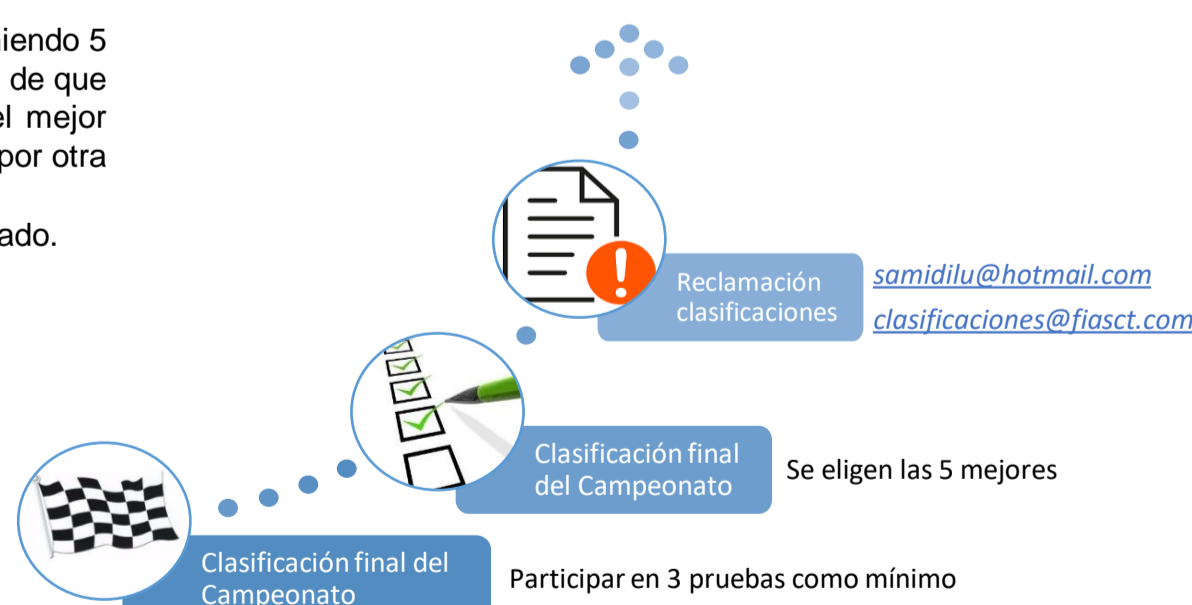 iendo 5
de que
el mejor
por otra
ado.
Reclamación
clasificaciones
samidilu@hotmail.com
clasificaciones@fiasct.com
Clasificación final
del Campeonato
Se eligen las 5 mejores
Clasificación final del
Campeonato
Participar en 3 pruebas como mínimo